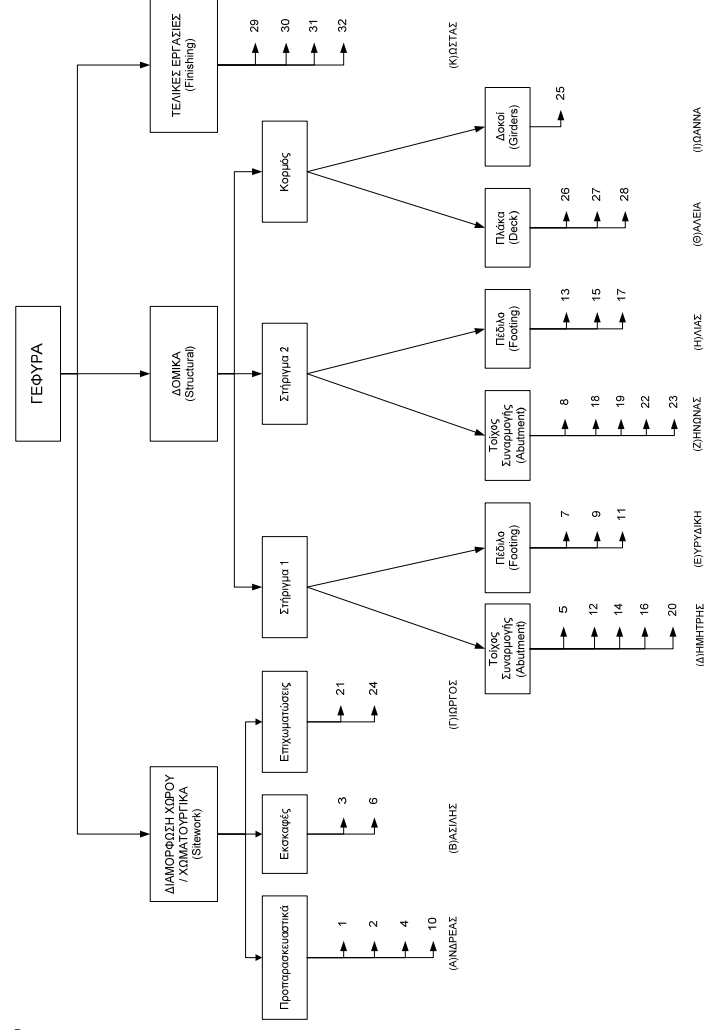 ΓΕΦΥΡΑ
ΔΙΑΜΟΡΦΩΣΗ ΧΩΡΟΥ
/ ΧΩΜΑΤΟΥΡΓΙΚΑ
(Sitework)
ΔΟΜΙΚΑ
(Structural)
ΤΕΛΙΚΕΣ ΕΡΓΑΣΙΕΣ
(Finishing)
Προπαρασκευαστικά
Εκσκαφές
Επιχωματώσεις
Στήριγμα 1
Στήριγμα 2
Κορμός
1
2
4
10
(Α)ΝΔΡΕΑΣ
3
6
(Β)ΑΣΙΛΗΣ
21
24
(Γ)ΙΩΡΓΟΣ
29
30
31
32
(Κ)ΩΣΤΑΣ
Τοίχος
Συναρμογής
(Abutment)
5
12
14
16
20
(Δ)ΗΜΗΤΡΗΣ
Πέδιλο
(Footing)
7
9
11
(Ε)ΥΡΥΔΙΚΗ
Τοίχος
Συναρμογής
(Abutment)
8
18
19
22
23
(Ζ)ΗΝΩΝΑΣ
Πέδιλο
(Footing)
13
15
17
(Η)ΛΙΑΣ
Πλάκα
(Deck)
26
27
28
(Θ)ΑΛΕΙΑ
Δοκοί
(Girders)
25
(Ι)ΩΑΝΝΑ